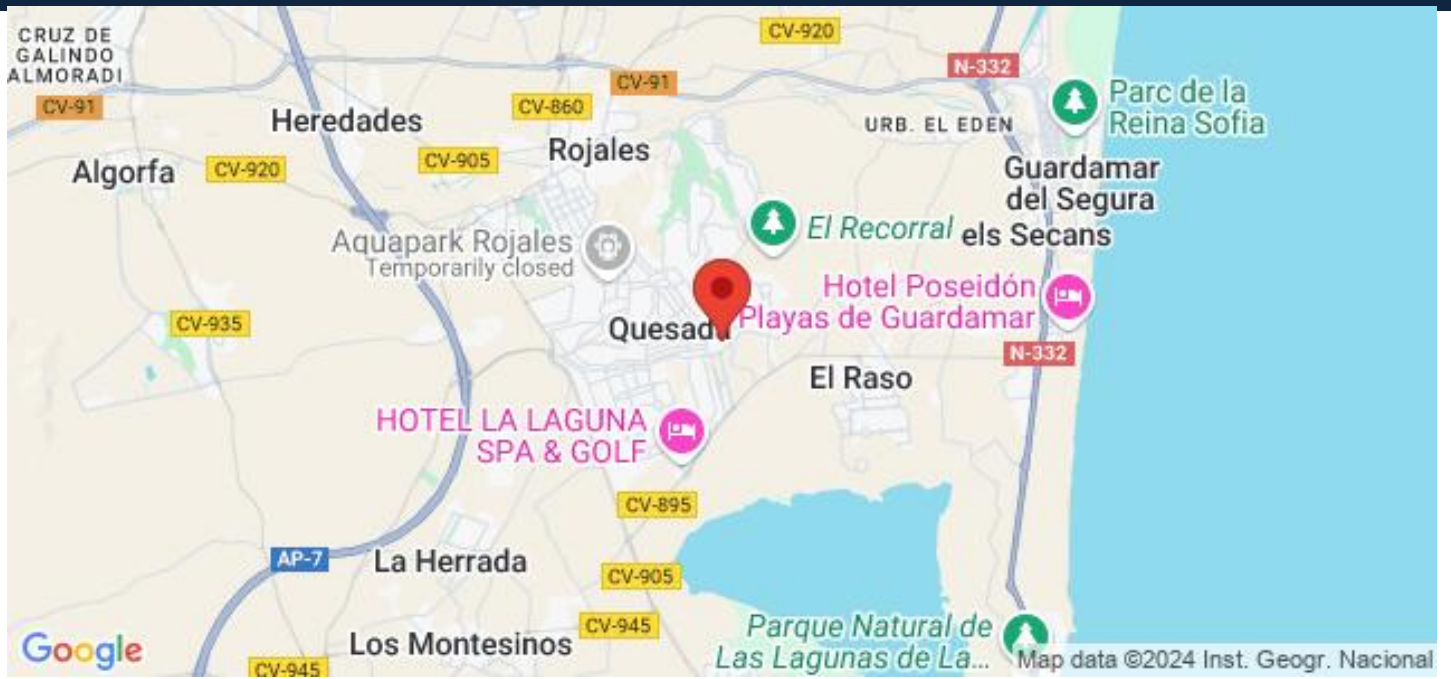 CRUZ DE
GALINDO
ALMORADI
CV-920
N-332
CV-91
CV-91
CV-860
Parc de la
Reina Sofia
Heredades
URB. EL EDEN
Rojales
CV-905
Algorfa
CV-920
Guardamar
del Segura
El Recorral
els Secans
Aquapark Rojales
Temporarily closed
Hotel Poseidón
Playas de Guardamar
CV-935
Quesada
N-332
El Raso
HOTEL LA LAGUNA
SPA & GOLF
CV-895
AP-7
La Herrada
CV-905
CV-945
Los Montesinos
Parque Natural de
Las Lagunas de La...
Google
CV-945
Map data ©2024 Inst. Geogr. Nacional